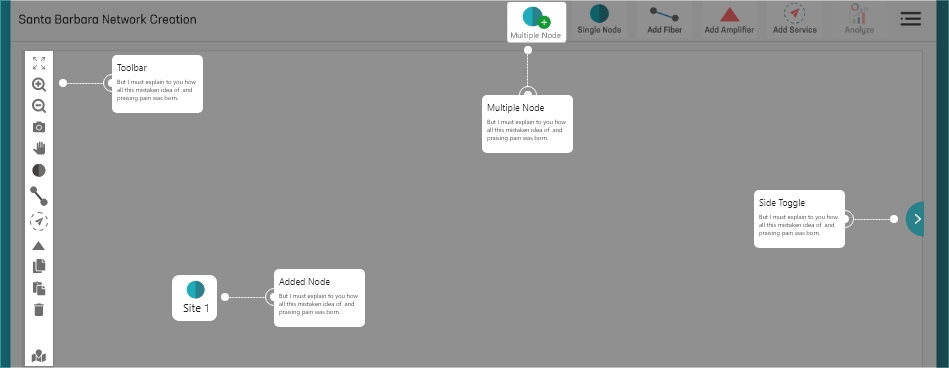 Santa Barbara Network Creation
Multiple Node
Single Node
Add Fiber
Add Amplifier
Add Service
Analyze
Toolbar
But I must explain to you how
all this mistaken idea of and
praising pain was born.
Multiple Node
But I must explain to you how
all this mistaken idea of and
praising pain was born.
Side Toggle
But I must explain to you how
all this mistaken idea of and
praising pain was born.
Site 1
Added Node
But I must explain to you how
all this mistaken idea of and
praising pain was born.